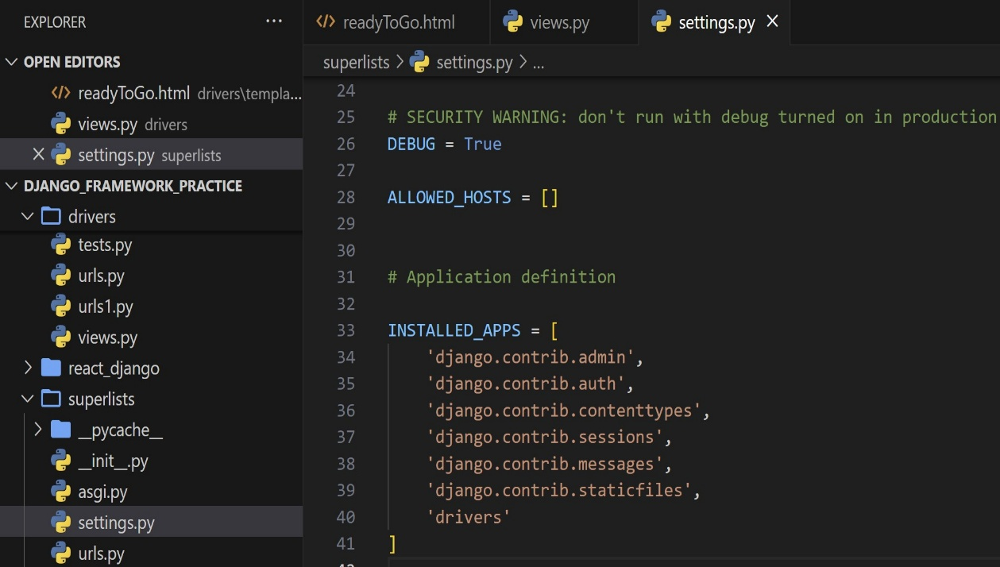 EXPLORER
...
OPEN EDITORS
readyToGo.html drivers\templa...
views.py drivers
settings.py superlists
DJANGO_FRAMEWORK_PRACTICE
drivers
tests.py
urls.py
urls1.py
views.py
react_django
superlists
__pycache__
__init__.py
asgi.py
settings.py
urls.py
readyToGo.html views.py settings.py
superlists > settings.py > ...
24
25 # SECURITY WARNING: don't run with debug turned on in production
26 DEBUG = True
27
28 ALLOWED_HOSTS = []
29
30
31 # Application definition
32
33 INSTALLED_APPS = [
34     'django.contrib.admin',
35     'django.contrib.auth',
36     'django.contrib.contenttypes',
37     'django.contrib.sessions',
38     'django.contrib.messages',
39     'django.contrib.staticfiles',
40     'drivers'
41 ]